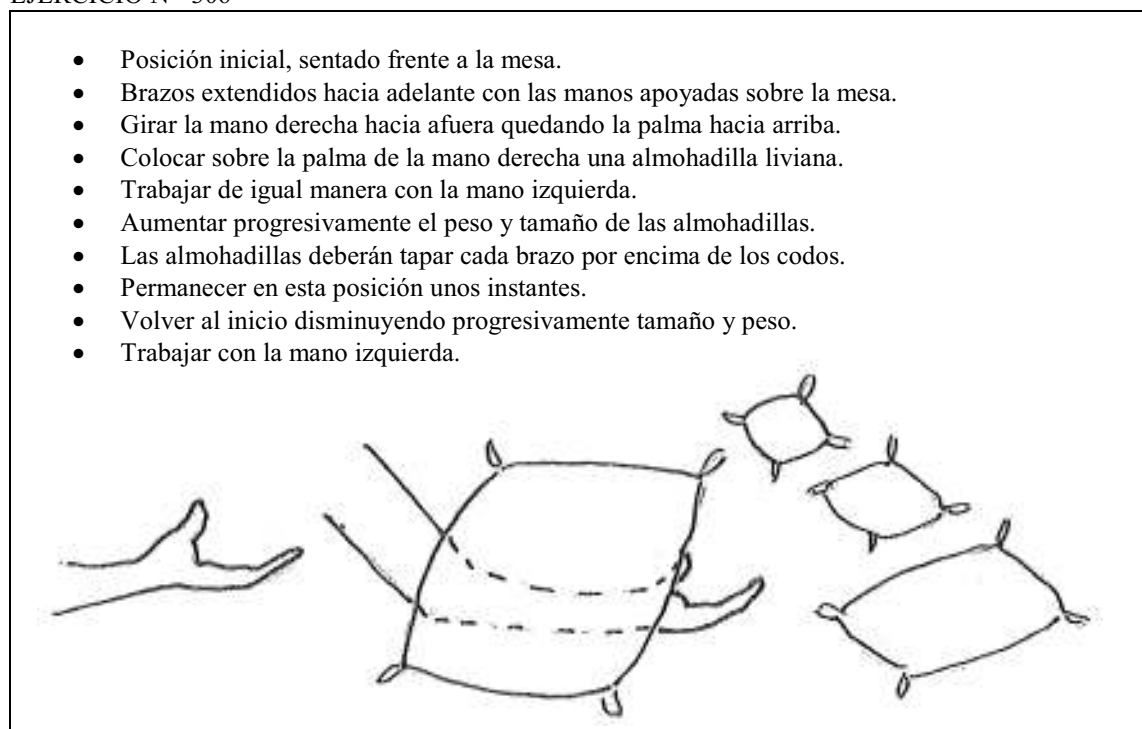 • Posición inicial, sentado frente a la mesa.
• Brazos extendidos hacia adelante con las manos apoyadas sobre la mesa.
• Girar la mano derecha hacia afuera quedando la palma hacia arriba.
• Colocar sobre la palma de la mano derecha una almohadilla liviana.
• Trabajar de igual manera con la mano izquierda.
• Aumentar progresivamente el peso y tamaño de las almohadillas.
• Las almohadillas deberán tapar cada brazo por encima de los codos.
• Permanecer en esta posición unos instantes.
• Volver al inicio disminuyendo progresivamente tamaño y peso.
• Trabajar con la mano izquierda.